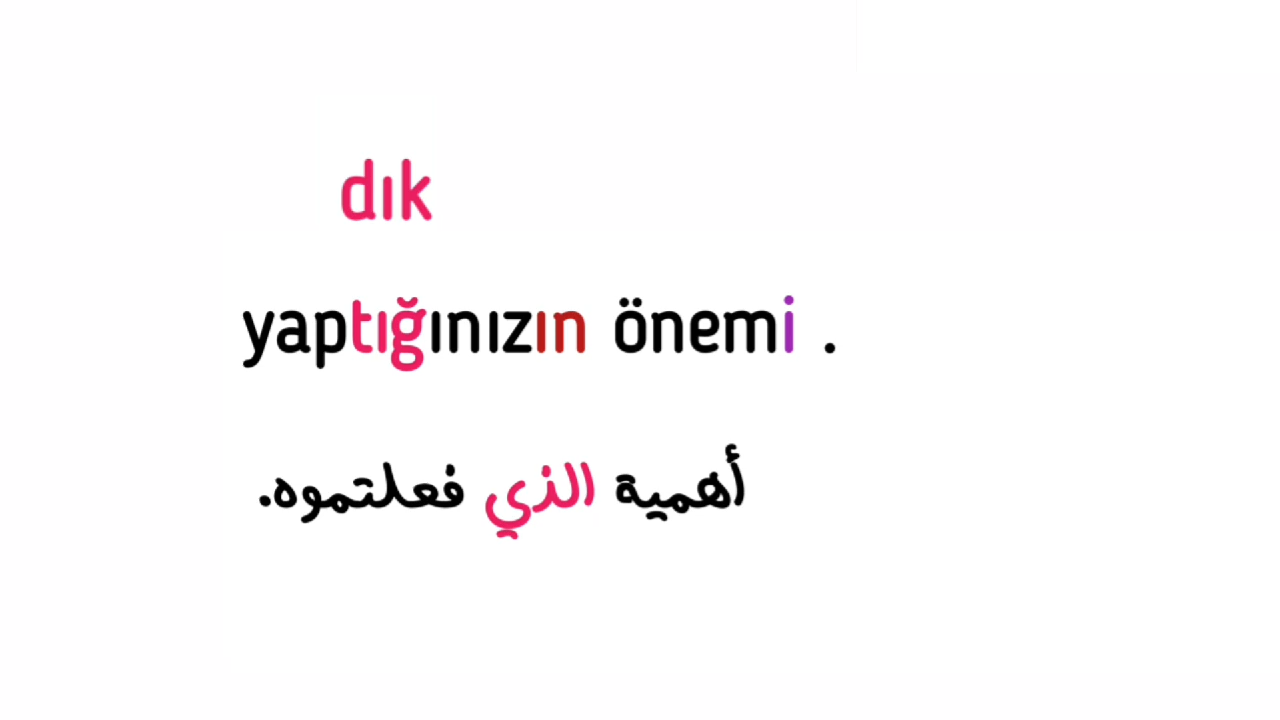 dık
yaptığınızın önemi .
أهمية الذي فعلتموه.